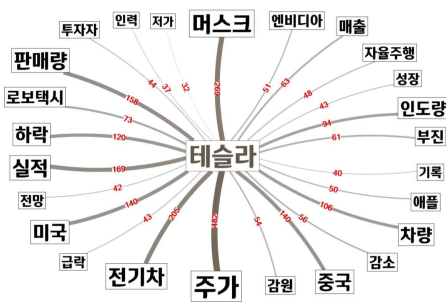 인력
저가
머스크
엔비디아
매출
투자자
자율주행
판매량
성장
로보택시
인도량
하락
부진
실적
기록
전망
애플
미국
차량
급락
감소
전기차
주가
감원
중국
테슬라
37
32
269
51
63
44
48
158
43
73
94
120
61
169
40
42
50
140
106
43
56
205
482
54
140